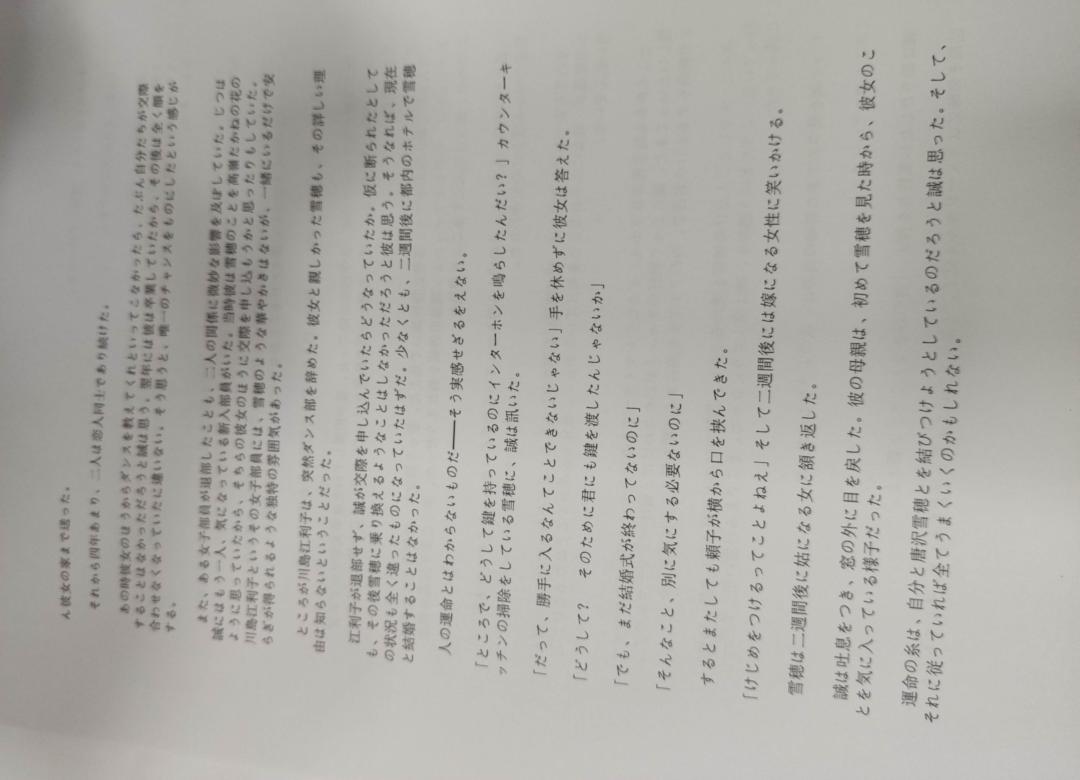 ん彼女の家まで送った。
それから四年あまり、二人は恋人同士であり続けた。
あの時彼女のほうからダンスを教えてくれといってこなかったら、たぶん自分たちが交際
することはなかっただろうと誠は思う。翌年には彼は卒業していたから、その後は全く顔を
合わせなくなっていたに違いない。そう思うと、唯一のチャンスをものにしたという感じが
する。
また、ある女子部員が退部したことも、二人の関係に微妙な影響を及ぼしていた。じつは
誠にはもう一人、気になっている新入部員がいた。当時彼は雪穂のことを高嶺たかねの花の
ように思っていたから、そちらの彼女のほうに交際を申し込もうかと思ったりもしていた。
川島江利子というその女子部員には、雪穂のような華やかさはないが、一緒にいるだけで安
らぎが得られるような独特の雰囲気があった。
ところが川島江利子は、突然ダンス部を辞めた。彼女と親しかった雪穂も、その詳しい理
由は知らないということだった。
江利子が退部せず、誠が交際を申し込んでいたらどうなっていたか。仮に断られたとして
も、その後雪穂に乗り換えるようなことはしなかっただろうと彼は思う。そうなれば、現在
の状況も全く違ったものになっていたはずだ。少なくとも、二週間後に都内のホテルで雪穂
と結婚することはなかった。
人の運命とはわからないものだ――そう実感せざるをえない。
「ところで、どうして鍵を持っているのにインターホンを鳴らしたんだい？」カウンターキ
ッチンの掃除をしている雪穂に、誠は訊いた。
「だって、勝手に入るなんてことできないじゃない」手を休めずに彼女は答えた。
「どうして？　そのために君にも鍵を渡したんじゃないか」
「でも、まだ結婚式が終わってないのに」
「そんなこと、別に気にする必要ないのに」
するとまたしても頼子が横から口を挟んできた。
「けじめをつけるってことよねえ」そして二週間後には嫁になる女性に笑いかける。
雪穂は二週間後に姑になる女に頷き返した。
誠は吐息をつき、窓の外に目を戻した。彼の母親は、初めて雪穂を見た時から、彼女のこ
とを気に入っている様子だった。
運命の糸は、自分と唐沢雪穂とを結びつけようとしているのだろうと誠は思った。そして、
それに従っていれば全てうまくいくのかもしれない。